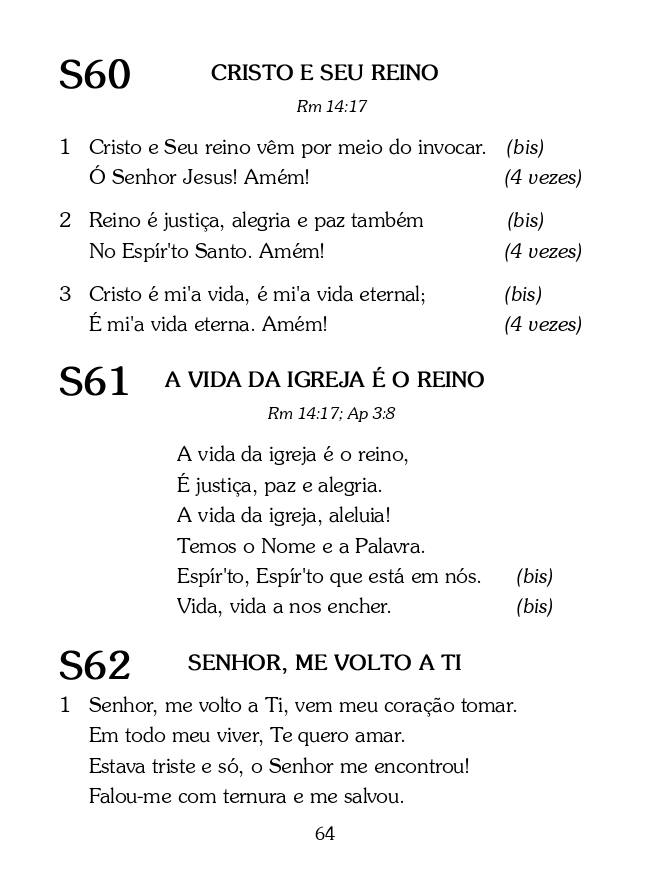 S60 CRISTO E SEU REINO
Rm 14:17
1 Cristo e Seu reino vêm por meio do invocar. (bis)
Ó Senhor Jesus! Amém! (4 vezes)
2 Reino é justiça, alegria e paz também (bis)
No Espír'to Santo. Amém! (4 vezes)
3 Cristo é mi'a vida, é mi'a vida eternal; (bis)
É mi'a vida eterna. Amém! (4 vezes)
S61 A VIDA DA IGREJA É O REINO
Rm 14:17; Ap 3:8
A vida da igreja é o reino,
É justiça, paz e alegria.
A vida da igreja, aleluia!
Temos o Nome e a Palavra.
Espír'to, Espír'to que está em nós. (bis)
Vida, vida a nos encher. (bis)
S62 SENHOR, ME VOLTO A TI
1 Senhor, me volto a Ti, vem meu coração tomar.
Em todo meu viver, Te quero amar.
Estava triste e só, o Senhor me encontrou!
Falou-me com ternura e me salvou.
64